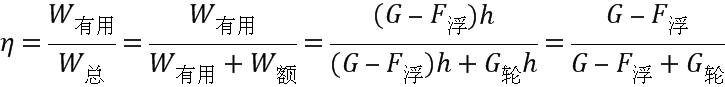 η = W有用/W总 = W有用/(W有用 + W额) = (G − F浮)h/((G − F浮)h + G轮h) = (G − F浮)/(G − F浮 + G轮)